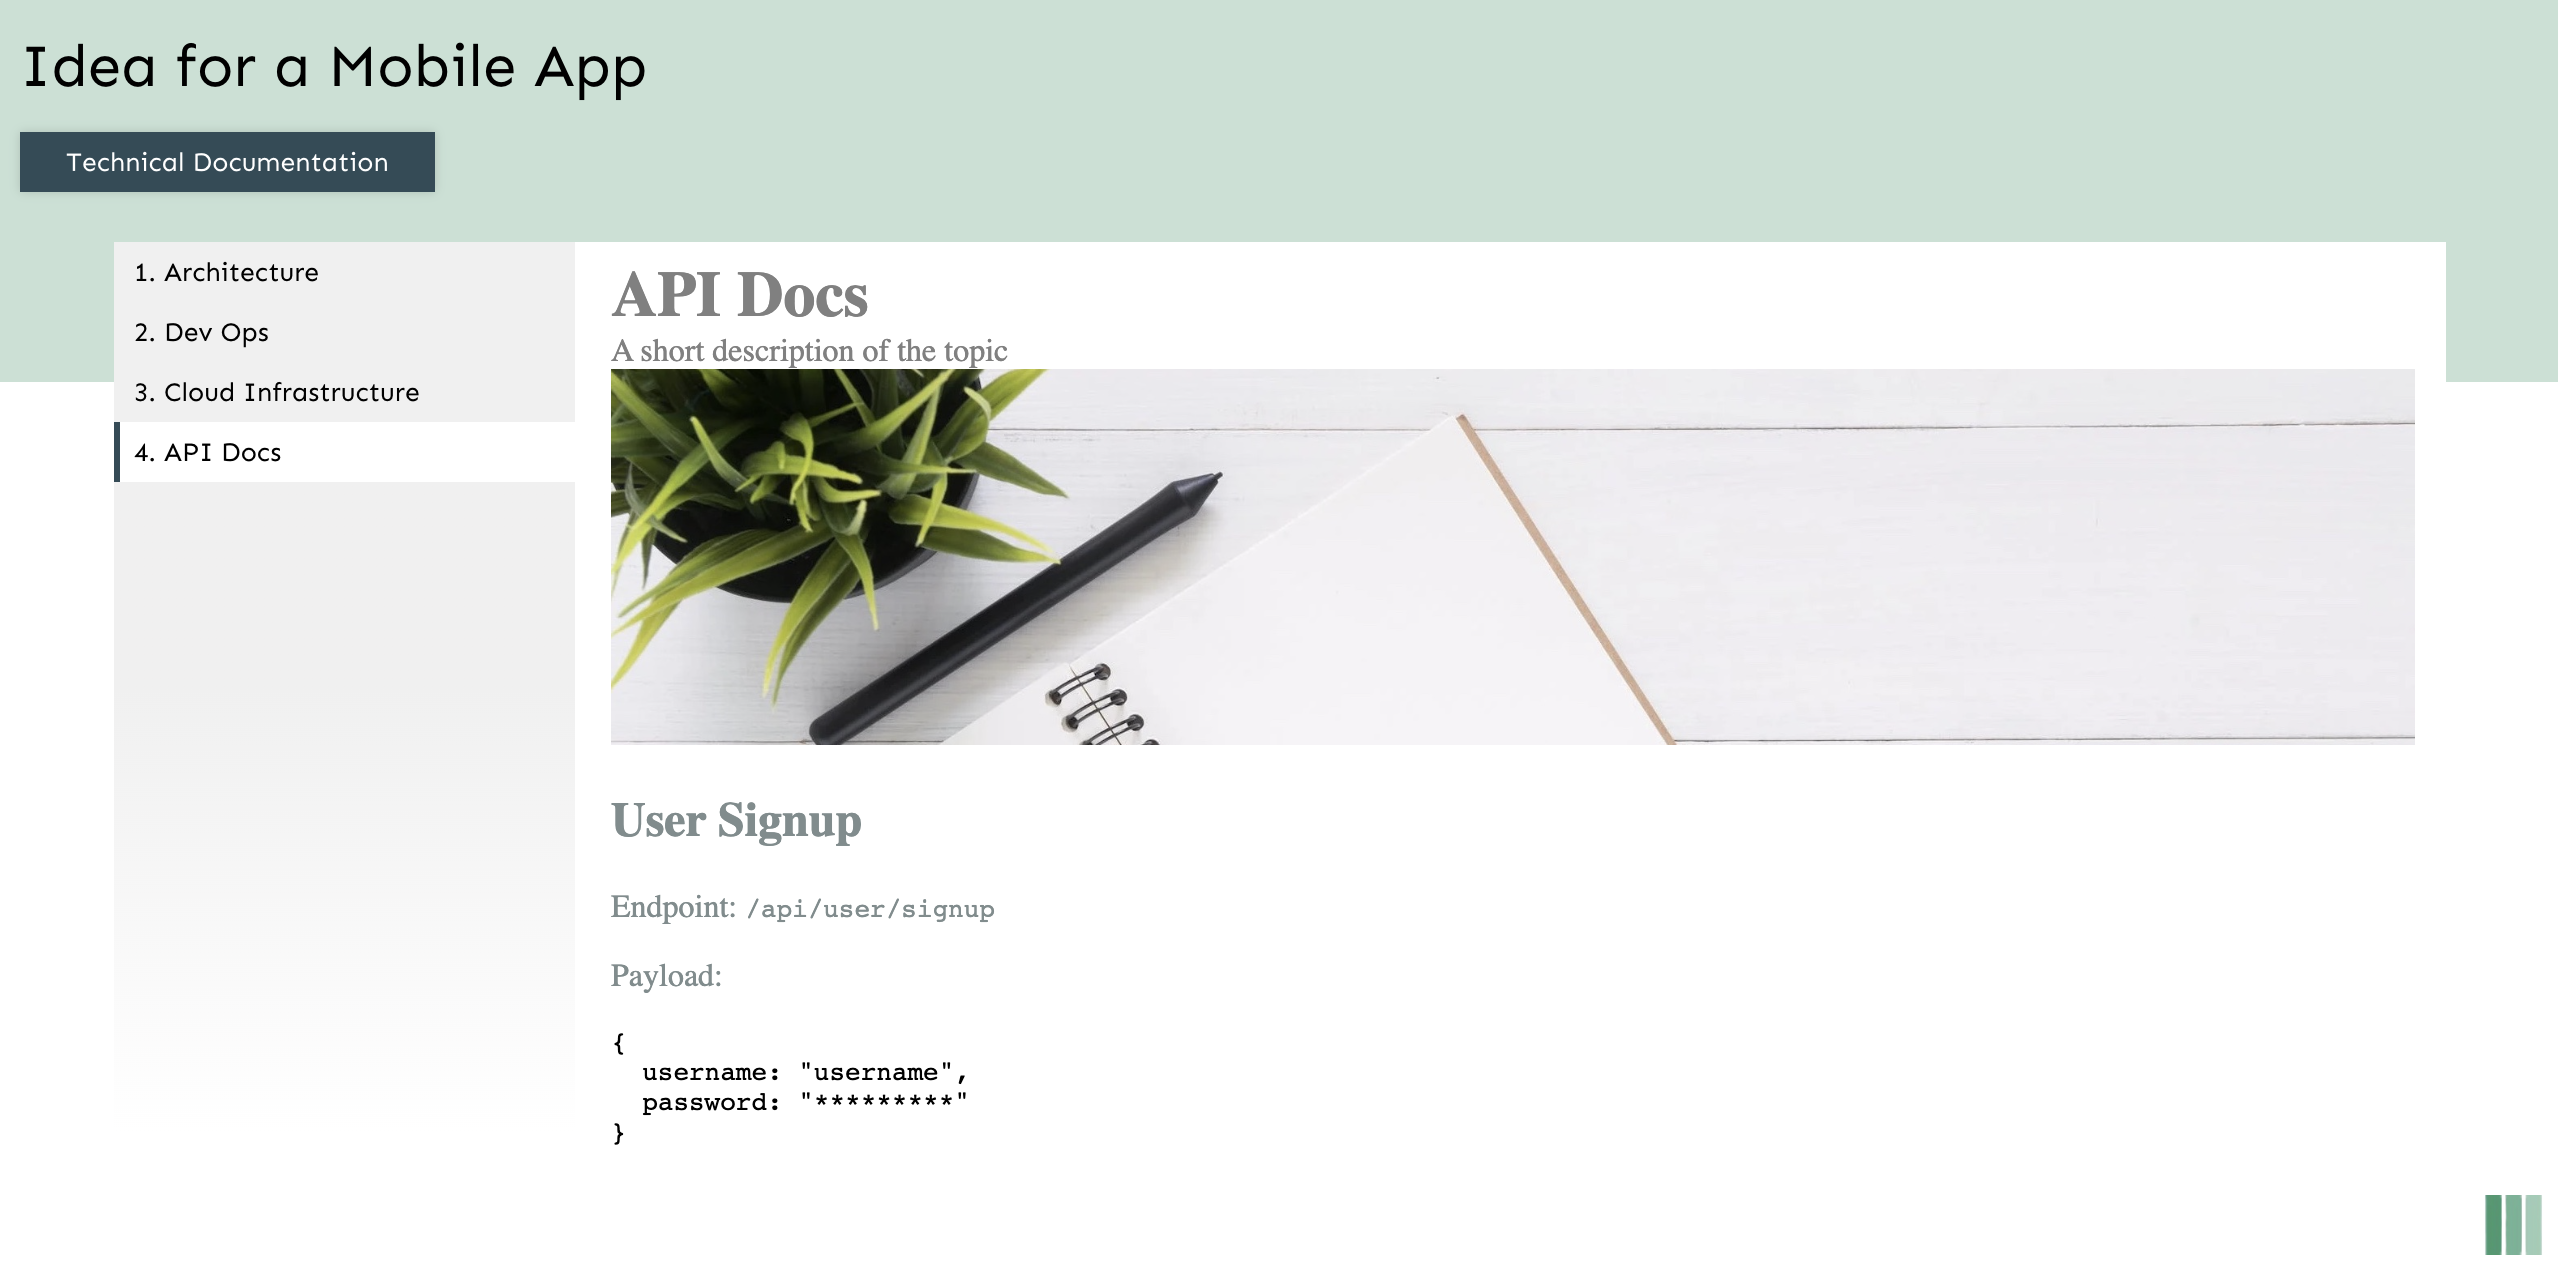 Idea for a Mobile App
Technical Documentation
1. Architecture
2. Dev Ops
3. Cloud Infrastructure
4. API Docs
API Docs
A short description of the topic
User Signup
Endpoint: /api/user/signup
Payload:
{
  username: "username",
  password: "*********"
}